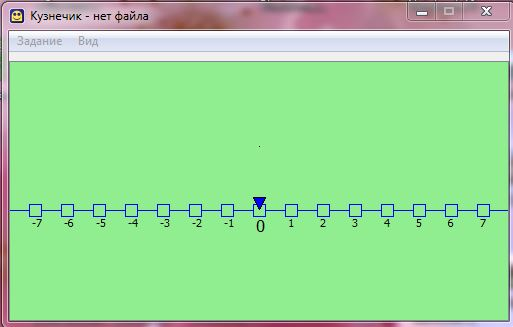 Кузнечик - нет файла
Задание Вид
-7 -6 -5 -4 -3 -2 -1 0 1 2 3 4 5 6 7